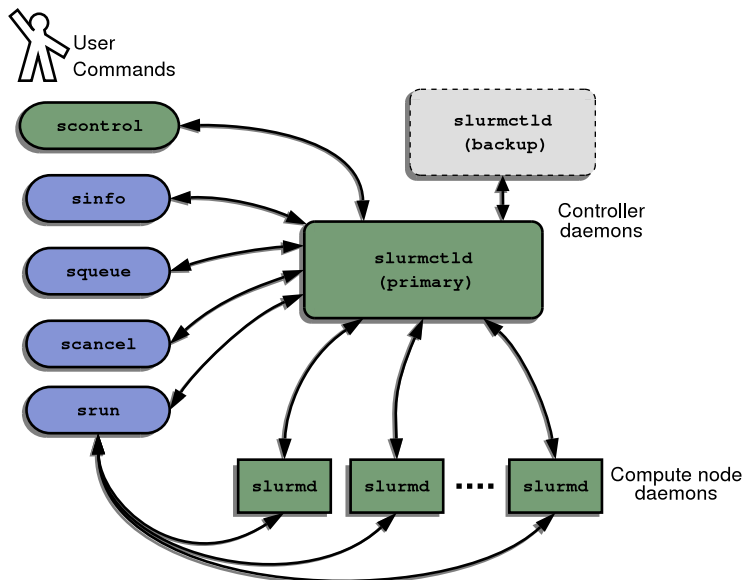 User
Commands
scontrol
slurmctld
(backup)
sinfo
Controller
daemons
squeue
slurmctld
(primary)
scancel
srun
slurmd
slurmd
slurmd
Compute node
daemons